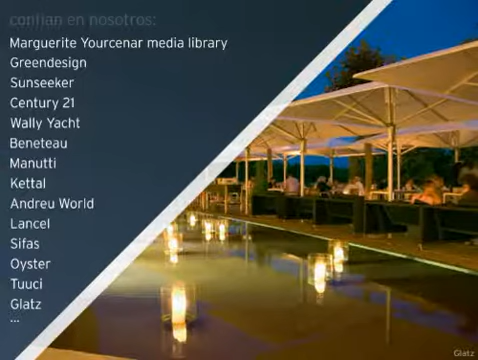 confían en nosotros:
Marguerite Yourcenar media library
Greendesign
Sunseeker
Century 21
Wally Yacht
Beneteau
Manutti
Kettal
Andreu World
Lancel
Sifas
Oyster
Tuuci
Glatz
...
Glatz